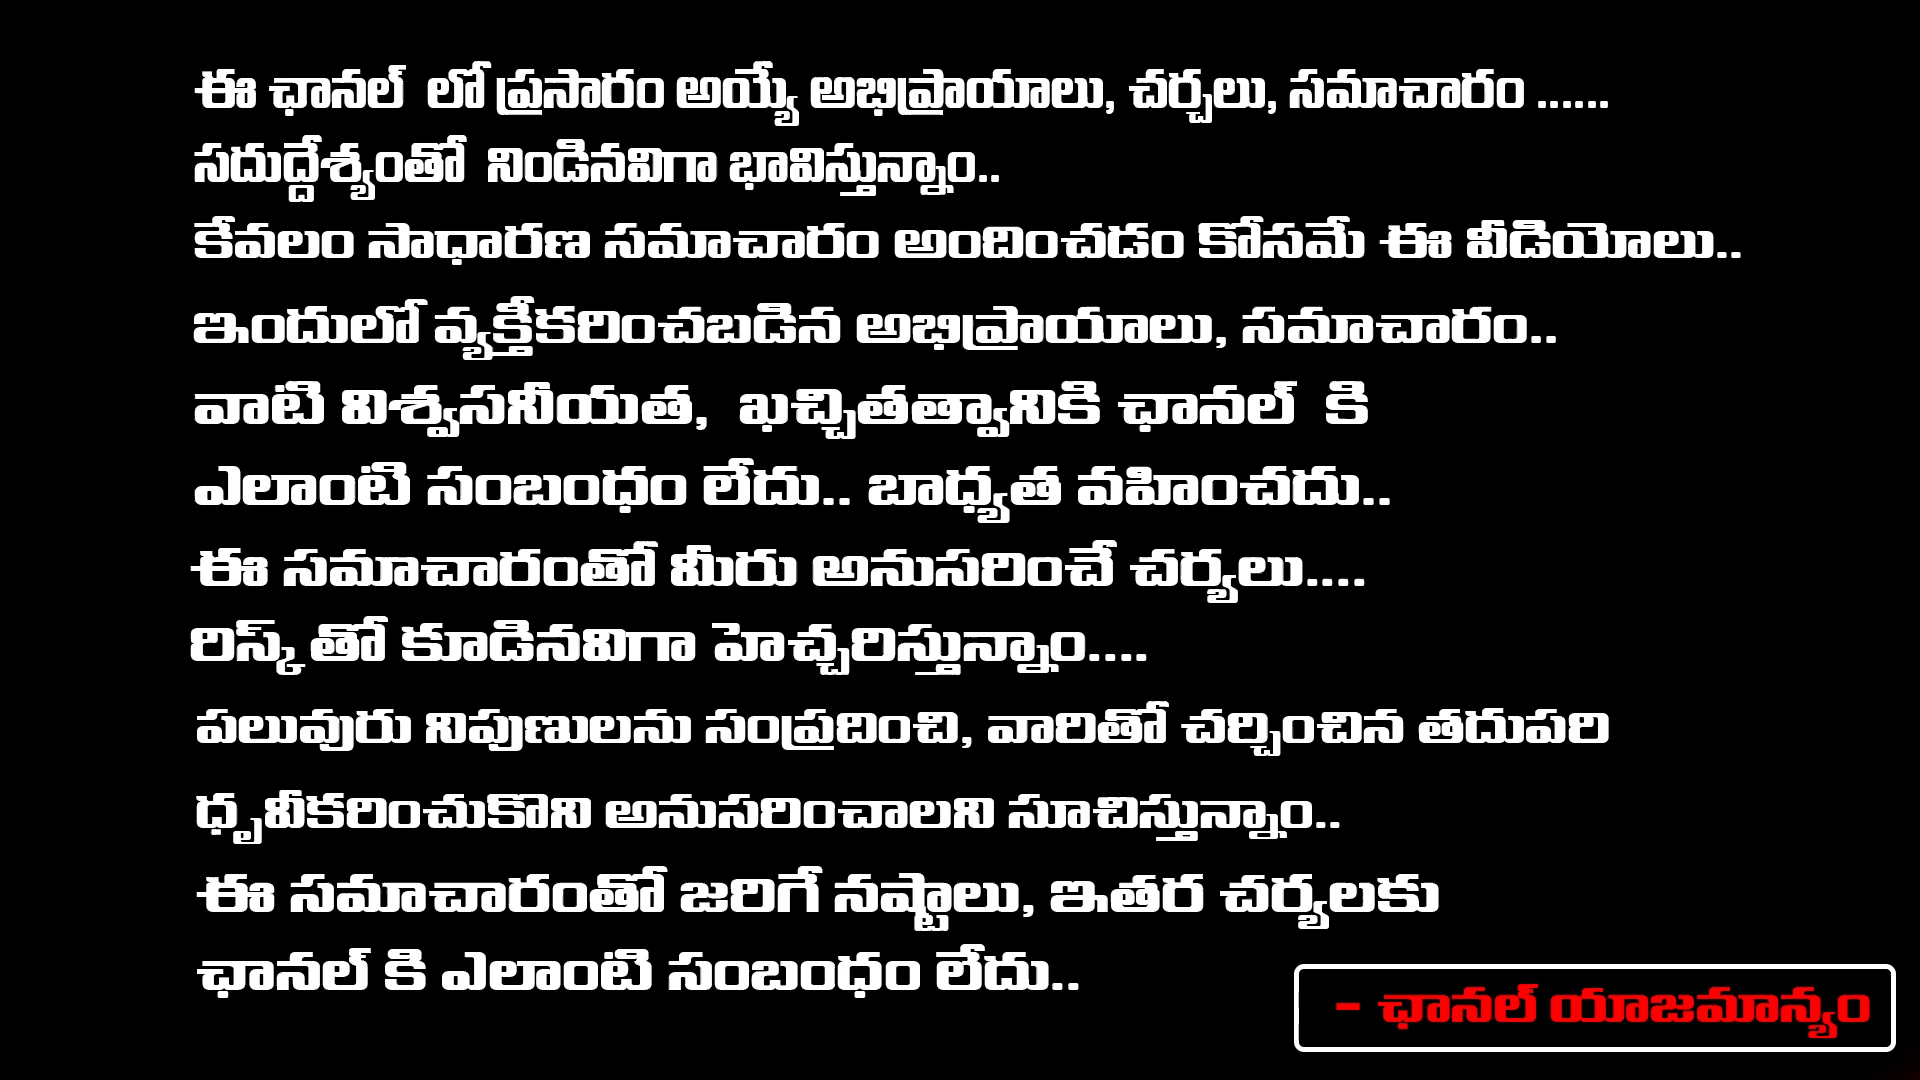 ఈ ఛానల్ లో ప్రసారం అయ్యే అభిప్రాయాలు, చర్చలు, సమాచారం ......
సదుద్దేశ్యంతో నిండినవిగా భావిస్తున్నాం..
కేవలం సాధారణ సమాచారం అందించడం కోసమే ఈ వీడియోలు..
ఇందులో వ్యక్తీకరించబడిన అభిప్రాయాలు, సమాచారం..
వాటి విశ్వసనీయత, ఖచ్చితత్వానికి ఛానల్ కి
ఎలాంటి సంబంధం లేదు.. బాధ్యత వహించదు..
ఈ సమాచారంతో మీరు అనుసరించే చర్యలు....
రిస్క్ తో కూడినవిగా హెచ్చరిస్తున్నాం....
పలువురు నిపుణులను సంప్రదించి, వారితో చర్చించిన తదుపరి
ధృవీకరించుకొని అనుసరించాలని సూచిస్తున్నాం..
ఈ సమాచారంతో జరిగే నష్టాలు, ఇతర చర్యలకు
ఛానల్ కి ఎలాంటి సంబంధం లేదు..
- ఛానల్ యాజమాన్యం